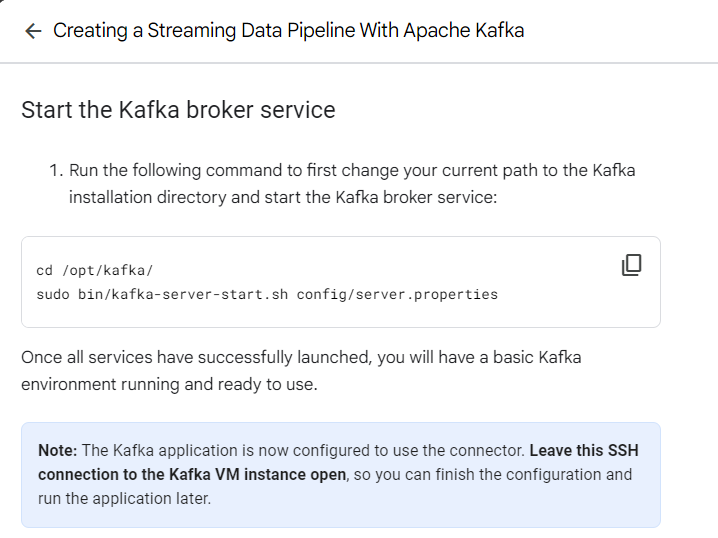 Creating a Streaming Data Pipeline With Apache Kafka
Start the Kafka broker service
1. Run the following command to first change your current path to the Kafka
installation directory and start the Kafka broker service:
cd /opt/kafka/
sudo bin/kafka-server-start.sh config/server.properties
Once all services have successfully launched, you will have a basic Kafka
environment running and ready to use.
Note: The Kafka application is now configured to use the connector. Leave this SSH
connection to the Kafka VM instance open, so you can finish the configuration and
run the application later.